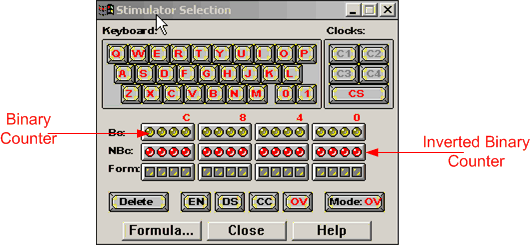 Stimulator Selection
Keyboard: Clocks:
Q W E R T Y U I O P C1 C2
A S D F G H J K L C3 C4
Z X C V B N M 0 1 CS
Binary Counter
C 8 4 0
Bc:
NBc:
Form:
Inverted Binary Counter
Delete EN DS CC OV Mode: OV
Formula... Close Help